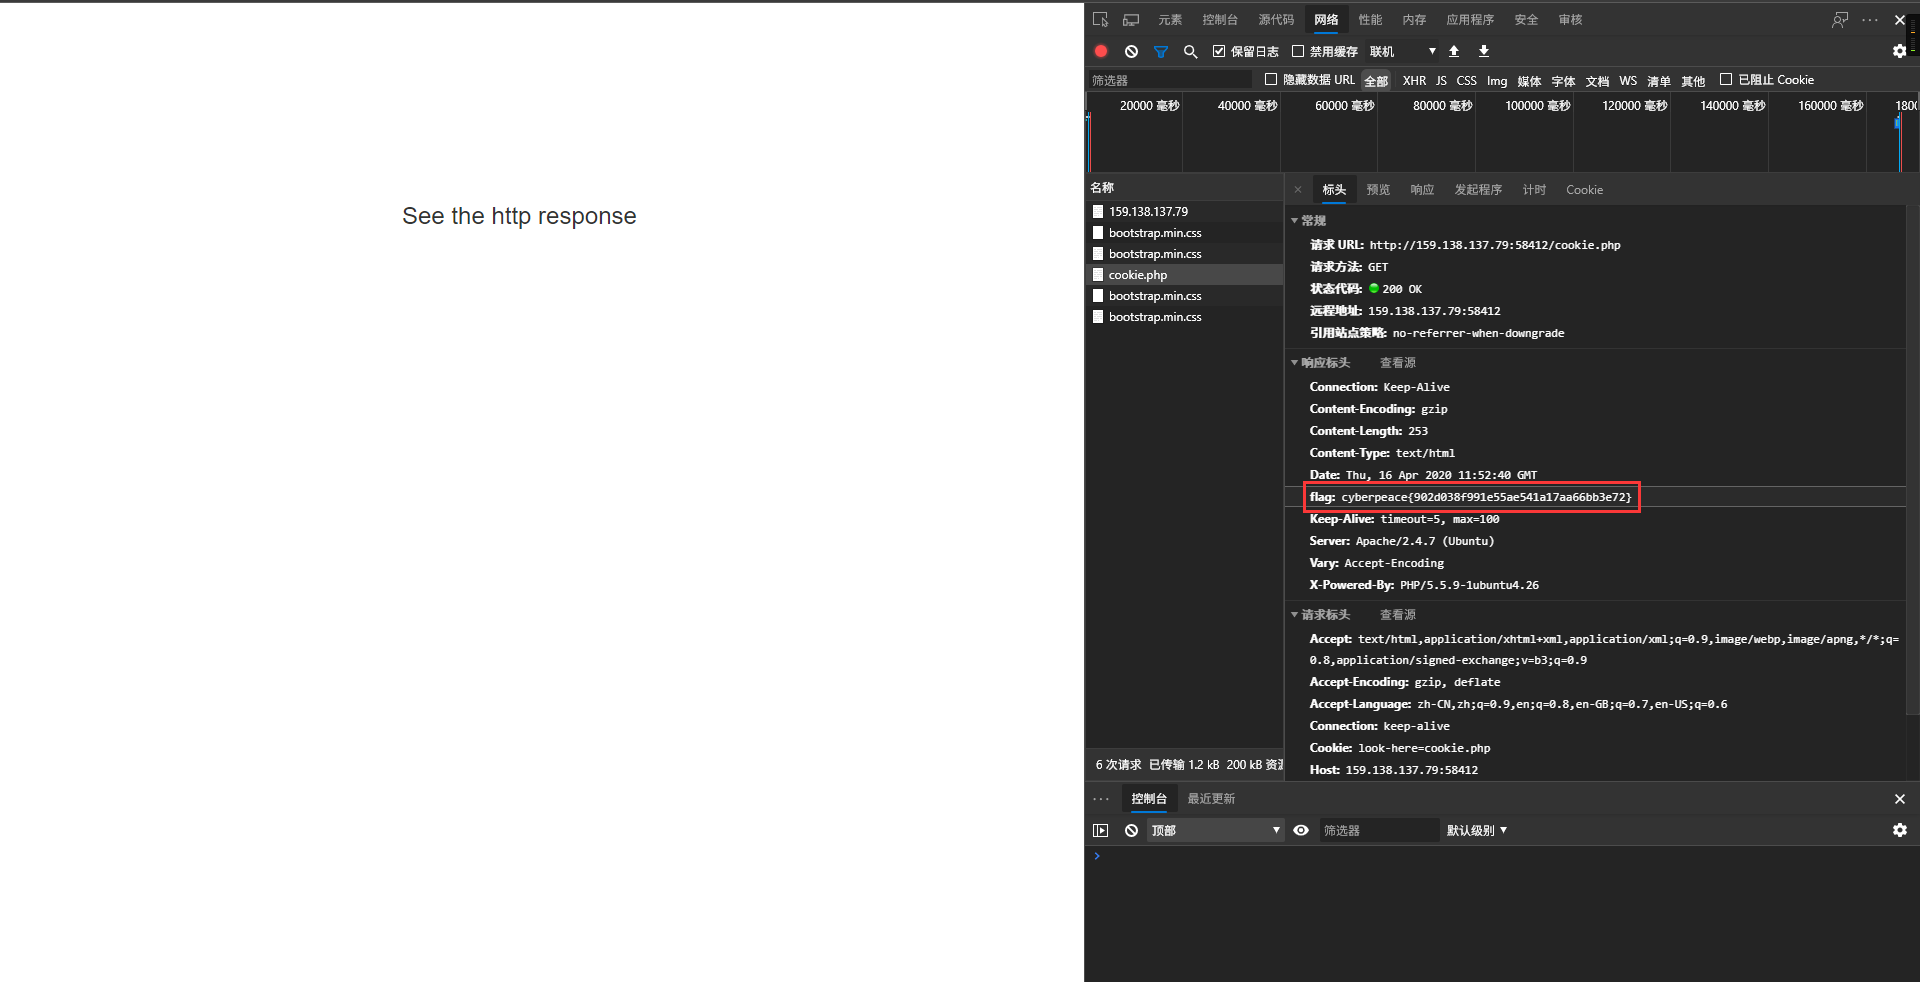 See the http response
元素 控制台 源代码 网络 性能 内存 应用程序 安全 审核
保留日志 禁用缓存 联机
筛选器 隐藏数据 URL 全部 XHR JS CSS Img 媒体 字体 文档 WS 清单 其他 已阻止 Cookie
20000 毫秒 40000 毫秒 60000 毫秒 80000 毫秒 100000 毫秒 120000 毫秒 140000 毫秒 160000 毫秒 1800
名称
159.138.137.79
bootstrap.min.css
bootstrap.min.css
cookie.php
bootstrap.min.css
bootstrap.min.css
6 次请求 已传输 1.2 kB 200 kB 资源
标头 预览 响应 发起程序 计时 Cookie
常规
请求 URL: http://159.138.137.79:58412/cookie.php
请求方法: GET
状态代码: 200 OK
远程地址: 159.138.137.79:58412
引用站点策略: no-referrer-when-downgrade
响应标头 查看源
Connection: Keep-Alive
Content-Encoding: gzip
Content-Length: 253
Content-Type: text/html
Date: Thu, 16 Apr 2020 11:52:40 GMT
flag: cyberpeace{902d038f991e55ae541a17aa66bb3e72}
Keep-Alive: timeout=5, max=100
Server: Apache/2.4.7 (Ubuntu)
Vary: Accept-Encoding
X-Powered-By: PHP/5.5.9-1ubuntu4.26
请求标头 查看源
Accept: text/html,application/xhtml+xml,application/xml;q=0.9,image/webp,image/apng,*/*;q=
0.8,application/signed-exchange;v=b3;q=0.9
Accept-Encoding: gzip, deflate
Accept-Language: zh-CN,zh;q=0.9,en;q=0.8,en-GB;q=0.7,en-US;q=0.6
Connection: keep-alive
Cookie: look-here=cookie.php
Host: 159.138.137.79:58412
控制台 最近更新
顶部 筛选器 默认级别